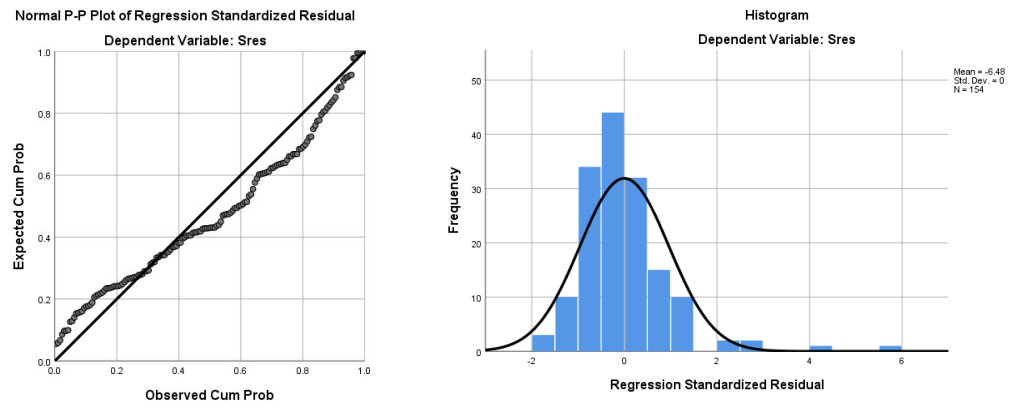 Normal P-P Plot of Regression Standardized Residual
Dependent Variable: Sres
1.0
0.8
0.6
0.4
0.2
0.0
0.0 0.2 0.4 0.6 0.8 1.0
Expected Cum Prob
Observed Cum Prob
Histogram
Dependent Variable: Sres
Mean = -6.48
Std. Dev. = 0
N = 154
50
40
30
20
10
0
-2 0 2 4 6
Frequency
Regression Standardized Residual